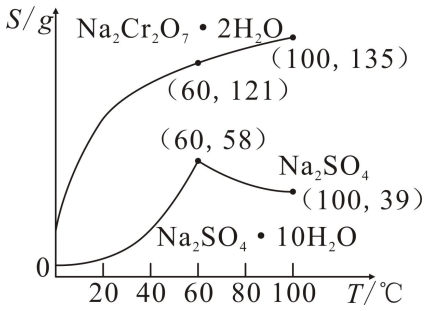 S/g
Na₂Cr₂O₇·2H₂O
(100, 135)
(60, 121)
(60, 58)
Na₂SO₄
(100, 39)
Na₂SO₄·10H₂O
0
20 40 60 80 100 T/℃